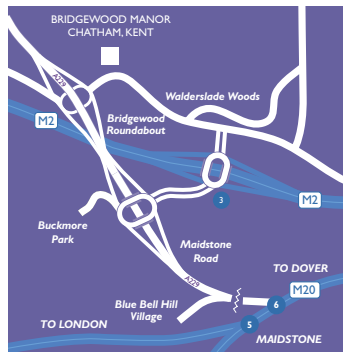 BRIDGEWOOD MANOR
CHATHAM, KENT
A229
Walderslade Woods
M2
Bridgewood
Roundabout
3
M2
Buckmore
Park
Maidstone
Road
A229
TO DOVER
M20
6
Blue Bell Hill
Village
5
TO LONDON
MAIDSTONE